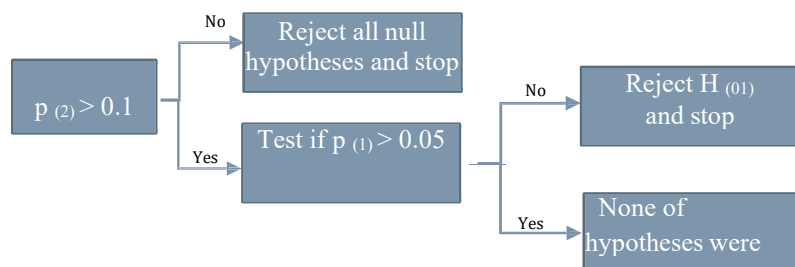 p (2) > 0.1
No
Reject all null
hypotheses and stop
Yes
Test if p (1) > 0.05
No
Reject H (01)
and stop
Yes
None of
hypotheses were